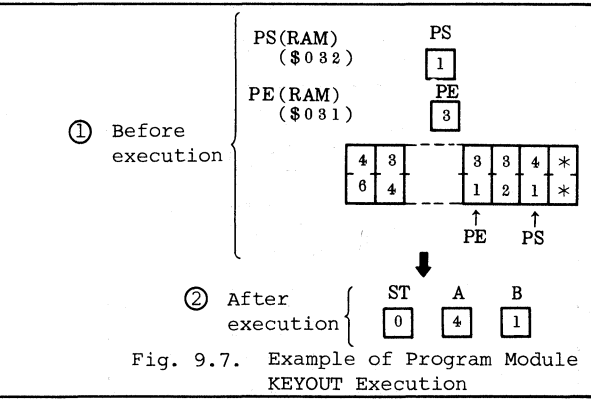 PS(RAM) PS
($032)
1
PE(RAM) PE
($031)
3
① Before
execution
4 3 3 3 4 *
6 4 1 2 1 *
↑ ↑
PE PS
② After
execution
ST A B
0 4 1
Fig. 9.7. Example of Program Module
KEYOUT Execution